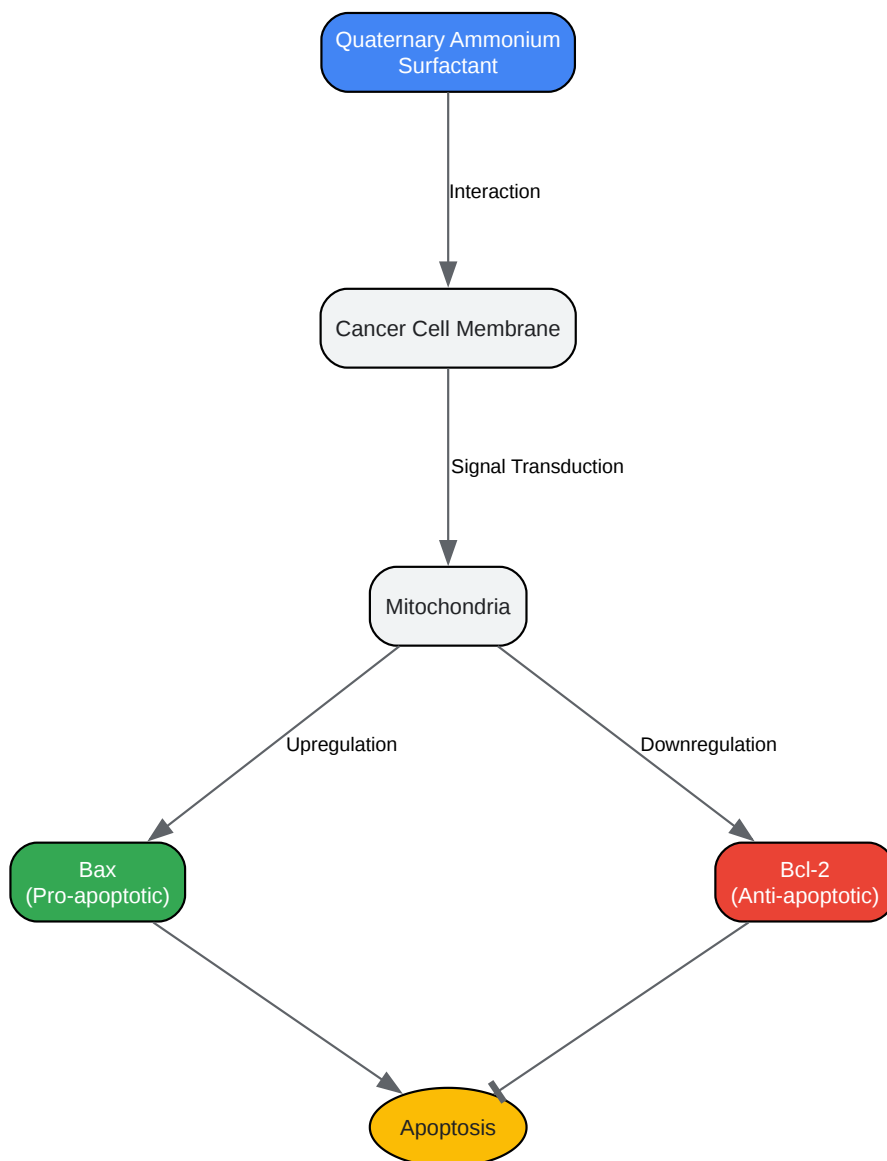 Quaternary Ammonium
Surfactant
Interaction
Cancer Cell Membrane
Signal Transduction
Mitochondria
Upregulation
Downregulation
Bax
(Pro-apoptotic)
Bcl-2
(Anti-apoptotic)
Apoptosis